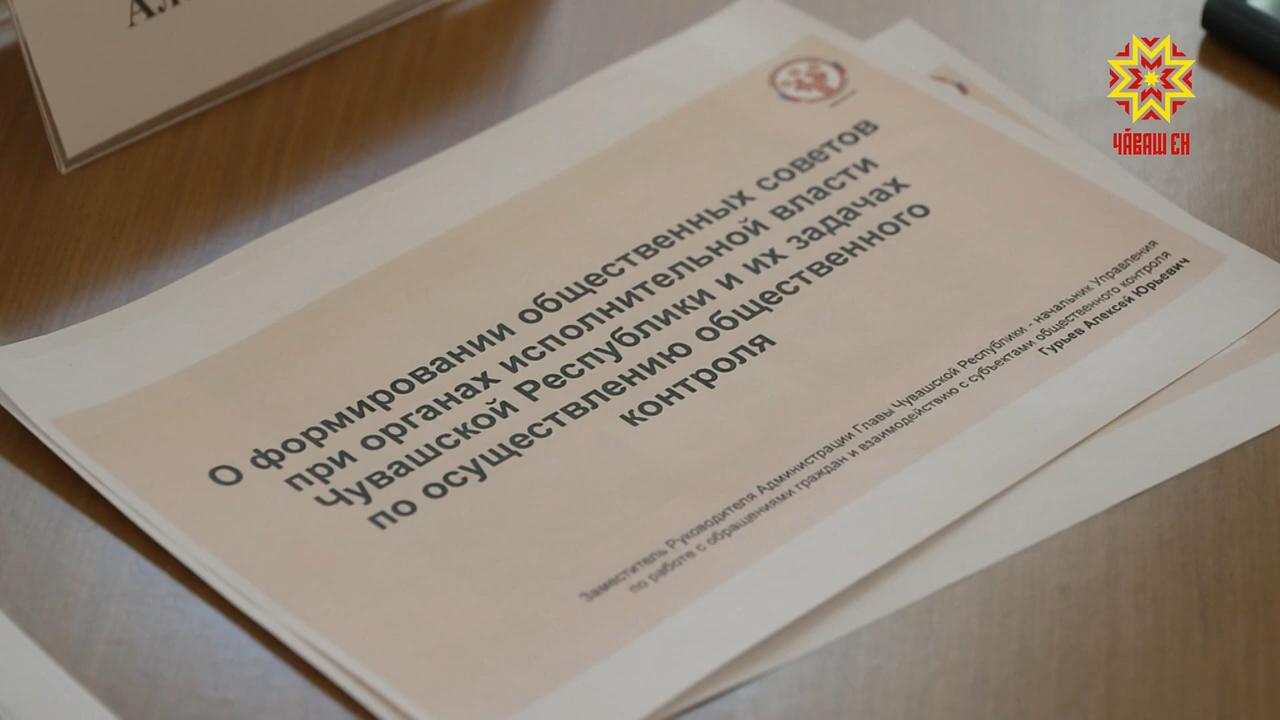 ЧӐВАШ ЕН
О формировании общественных советов
при органах исполнительной власти
Чувашской Республики и их задачах
по осуществлению общественного
контроля
Заместитель Руководителя Администрации Главы Чувашской Республики - начальник Управления
по работе с обращениями граждан и взаимодействию с субъектами общественного контроля
Гурьев Алексей Юрьевич